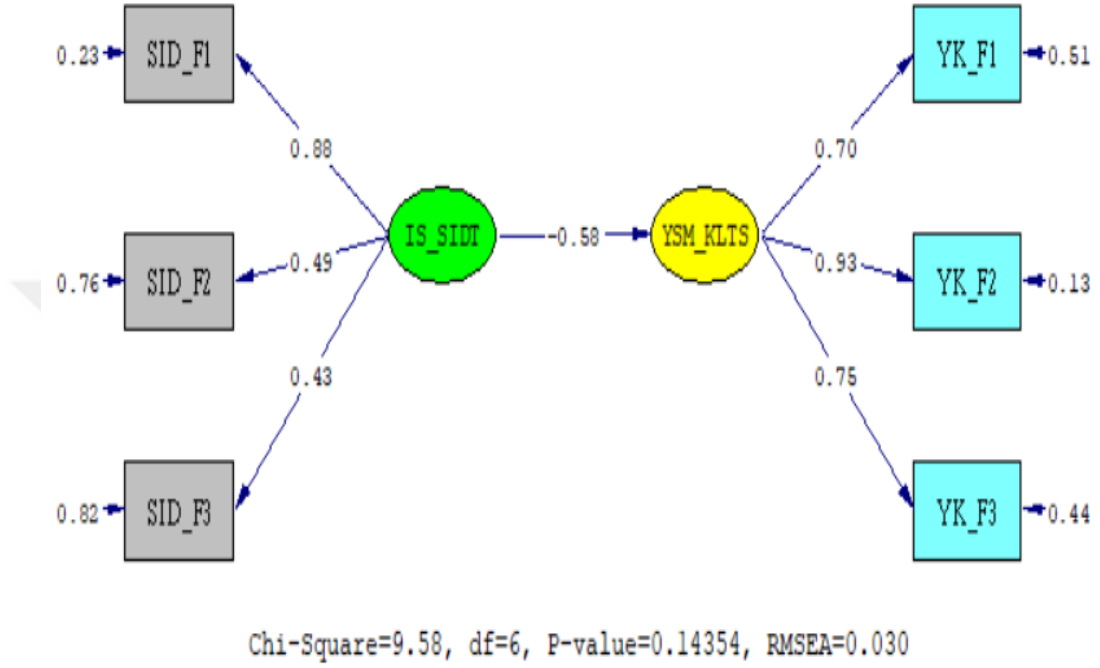 0.23 SID_F1 YK_F1 0.51
0.88 0.70
IS_SIDT -0.58 YSM_KLTS
0.76 SID_F2 0.49 0.93 YK_F2 0.13
0.43 0.75
0.82 SID_F3 YK_F3 0.44
Chi-Square=9.58, df=6, P-value=0.14354, RMSEA=0.030